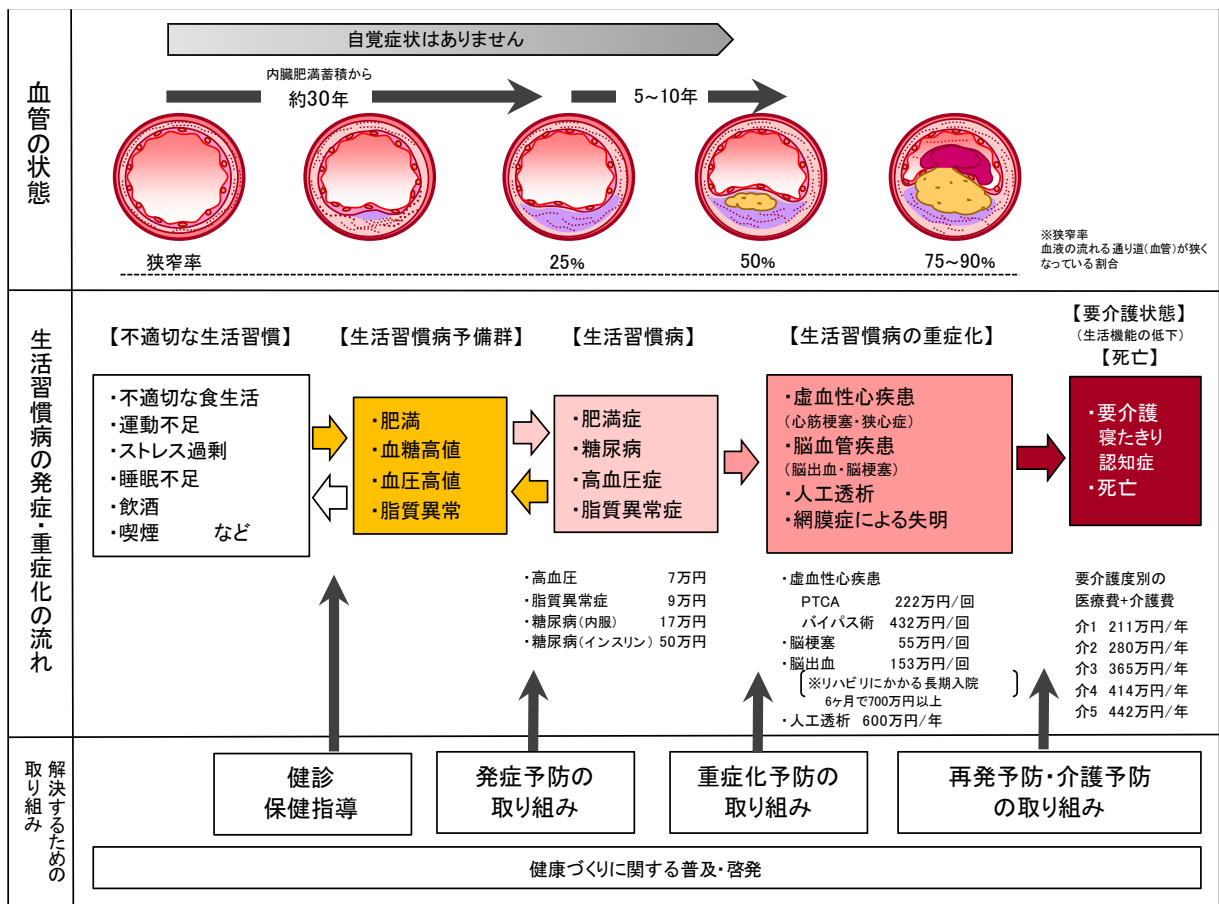 血管の状態
自覚症状はありません
内臓肥満蓄積から
約30年
5~10年
狭窄率
25%
50%
75~90%
※狭窄率
血液の流れる通り道(血管)が狭く
なっている割合
生活習慣病の発症・重症化の流れ
【不適切な生活習慣】
・不適切な食生活
・運動不足
・ストレス過剰
・睡眠不足
・飲酒
・喫煙 など
【生活習慣病予備群】
・肥満
・血糖高値
・血圧高値
・脂質異常
【生活習慣病】
・肥満症
・糖尿病
・高血圧症
・脂質異常症
【生活習慣病の重症化】
・虚血性心疾患
(心筋梗塞・狭心症)
・脳血管疾患
(脳出血・脳梗塞)
・人工透析
・網膜症による失明
【要介護状態】
(生活機能の低下)
【死亡】
・要介護
寝たきり
認知症
・死亡
・高血圧 7万円
・脂質異常症 9万円
・糖尿病(内服) 17万円
・糖尿病(インスリン) 50万円
・虚血性心疾患
PTCA 222万円/回
バイパス術 432万円/回
・脳梗塞 55万円/回
・脳出血 153万円/回
※リハビリにかかる長期入院
6ヶ月で700万円以上
・人工透析 600万円/年
要介護度別の
医療費+介護費
介1 211万円/年
介2 280万円/年
介3 365万円/年
介4 414万円/年
介5 442万円/年
解決するための
取り組み
健診
保健指導
発症予防の
取り組み
重症化予防の
取り組み
再発予防・介護予防
の取り組み
健康づくりに関する普及・啓発